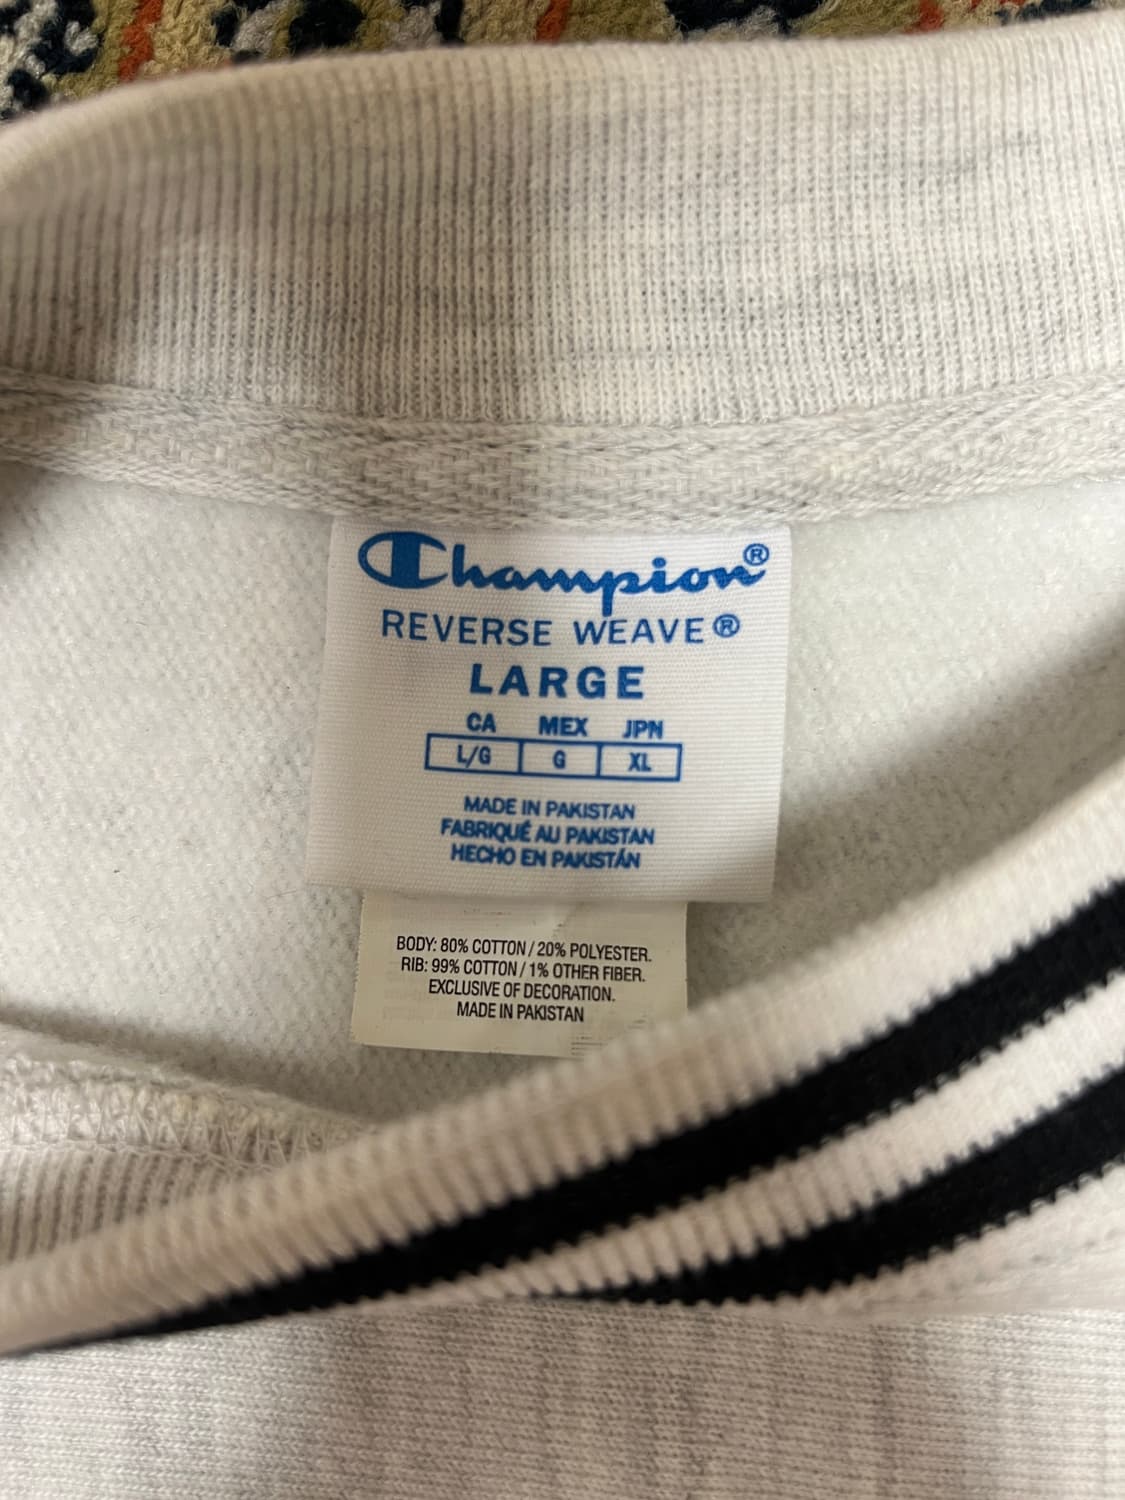 Champion®
REVERSE WEAVE®
LARGE
CA MEX JPN
L/G G XL
MADE IN PAKISTAN
FABRIQUÉ AU PAKISTAN
HECHO EN PAKISTÁN
BODY: 80% COTTON / 20% POLYESTER.
RIB: 99% COTTON / 1% OTHER FIBER.
EXCLUSIVE OF DECORATION.
MADE IN PAKISTAN